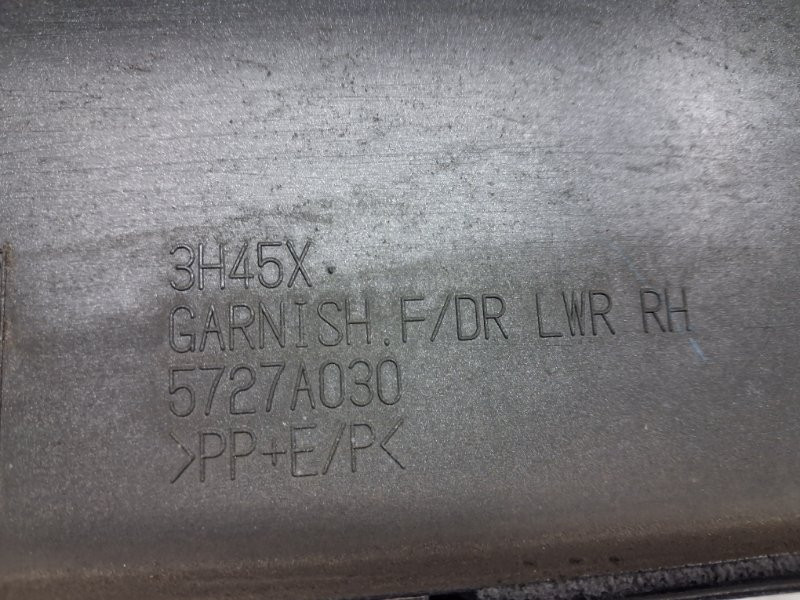 3H45X
GARNISH.F/DR LWR RH
5727A030
>PP+E/P<